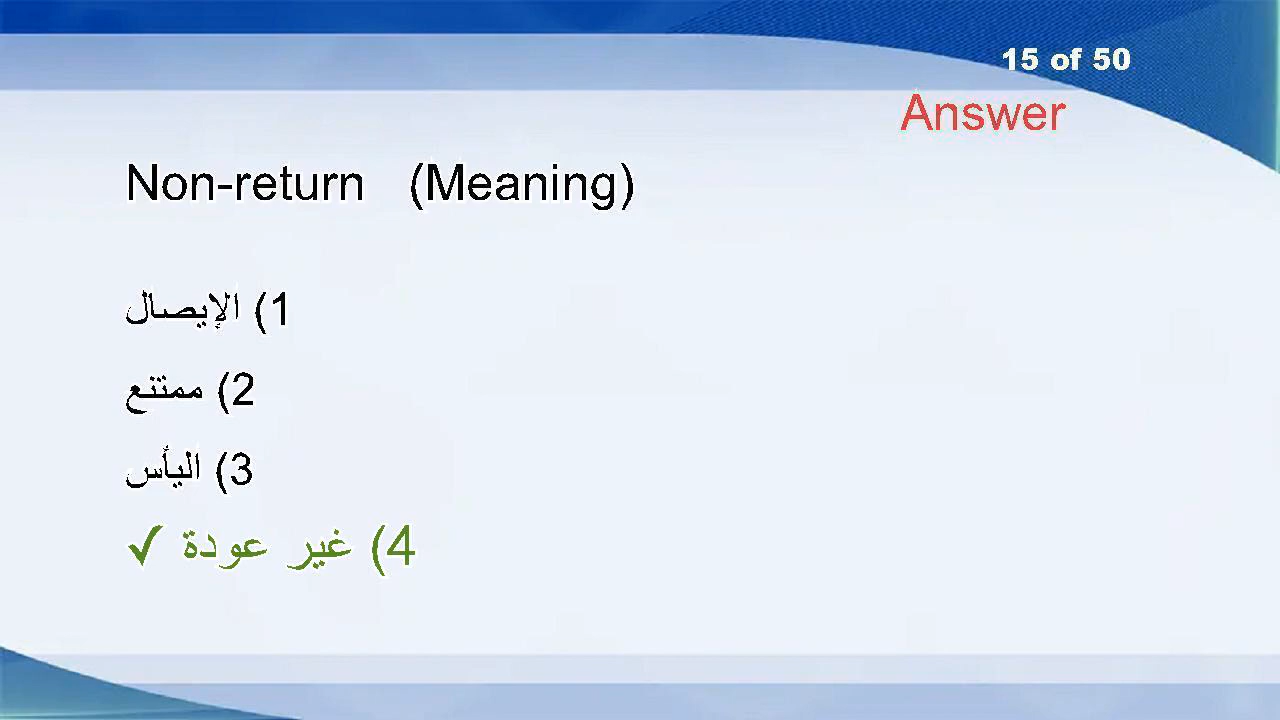 15 of 50
Answer
Non-return (Meaning)
1) الإيصال
2) ممتنع
3) اليأس
4) غير عودة ✓